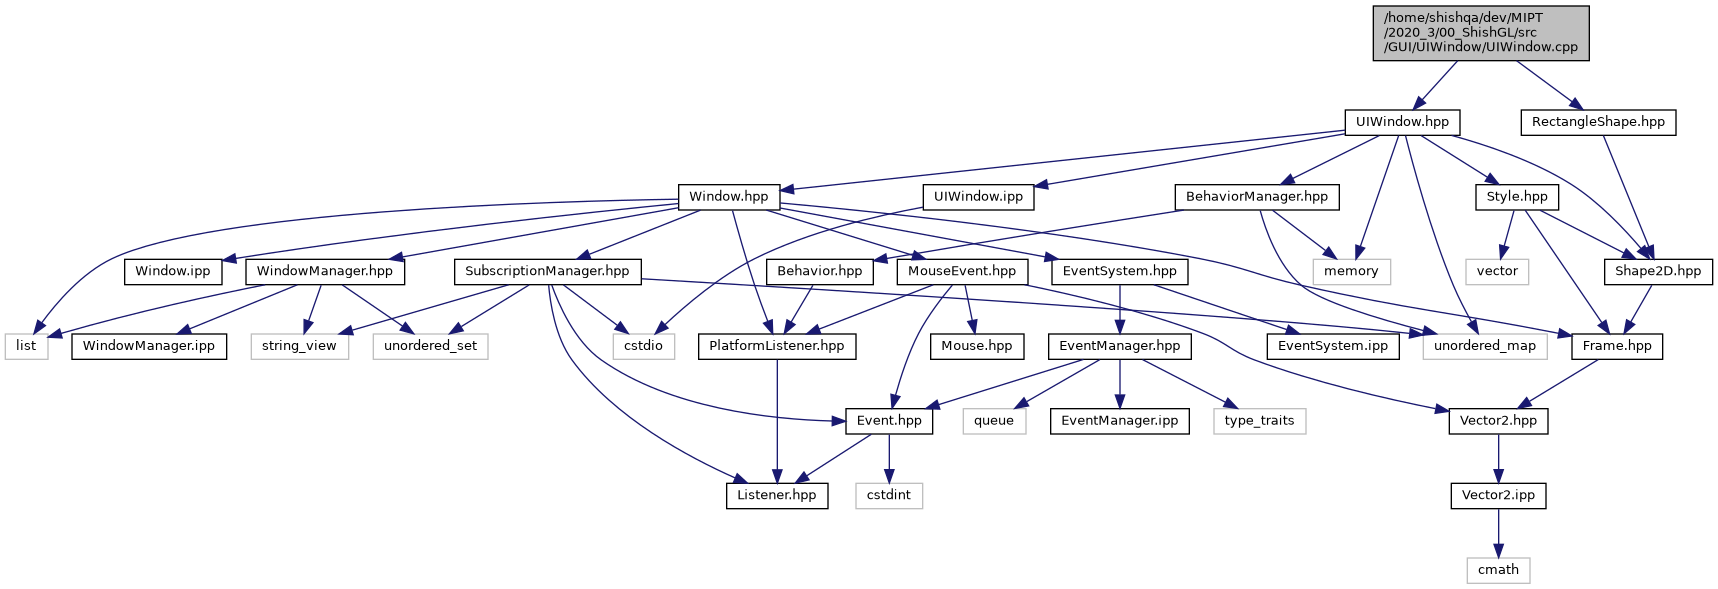 /home/shishqa/dev/MIPT
/2020_3/00_ShishGL/src
/GUI/UIWindow/UIWindow.cpp
UIWindow.hpp
RectangleShape.hpp
Window.hpp
UIWindow.ipp
BehaviorManager.hpp
Style.hpp
Window.ipp
WindowManager.hpp
SubscriptionManager.hpp
Behavior.hpp
MouseEvent.hpp
EventSystem.hpp
memory
vector
Shape2D.hpp
list
WindowManager.ipp
string_view
unordered_set
cstdio
PlatformListener.hpp
Mouse.hpp
EventManager.hpp
EventSystem.ipp
unordered_map
Frame.hpp
Event.hpp
queue
EventManager.ipp
type_traits
Vector2.hpp
Listener.hpp
cstdint
Vector2.ipp
cmath